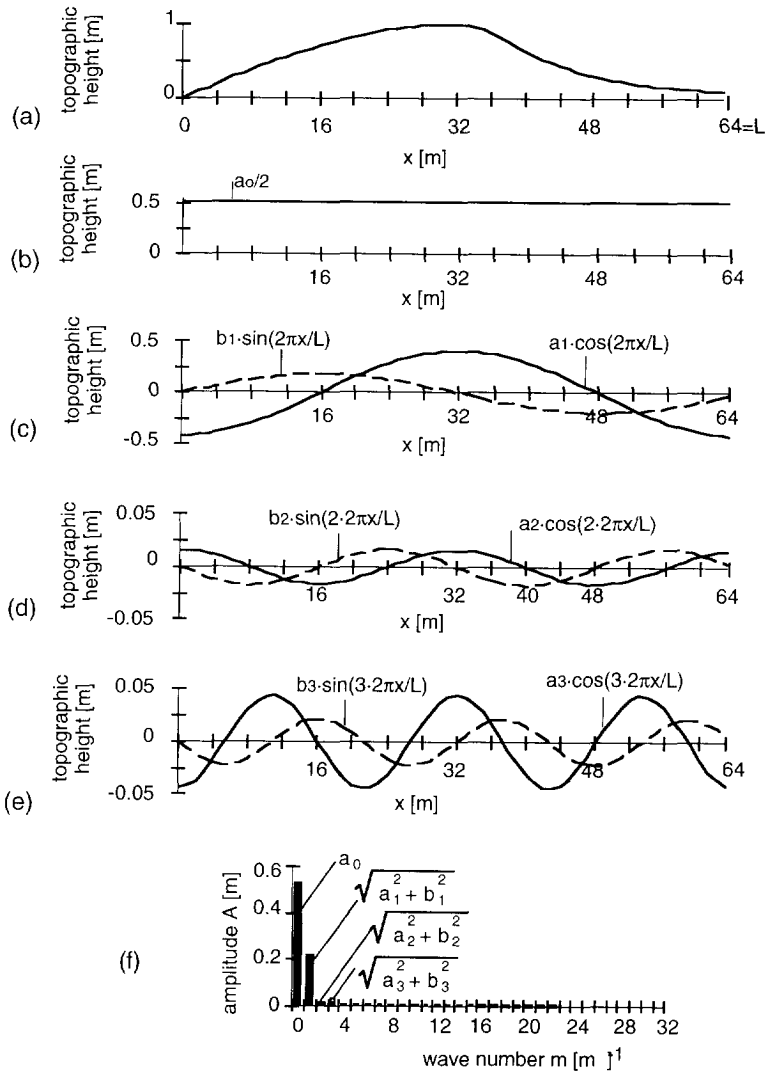 (a)
topographic
height [m]
1
0
0 16 32 48 64=L
x [m]
(b)
topographic
height [m]
0.5
0
a0/2
16 32 48 64
x [m]
(c)
topographic
height [m]
0.5
0
-0.5
b1·sin(2πx/L)
a1·cos(2πx/L)
16 32 48 64
x [m]
(d)
topographic
height [m]
0.05
0
-0.05
b2·sin(2·2πx/L)
a2·cos(2·2πx/L)
16 32 40 48 64
x [m]
(e)
topographic
height [m]
0.05
0
-0.05
b3·sin(3·2πx/L)
a3·cos(3·2πx/L)
16 32 48 64
x [m]
(f)
amplitude A [m]
0.6
0.4
0.2
0
a0
√a1²+b1²
√a2²+b2²
√a3²+b3²
0 4 8 12 16 20 24 28 32
wave number m [m⁻¹]